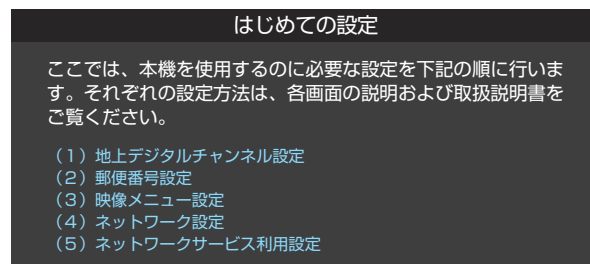 はじめての設定
ここでは、本機を使用するのに必要な設定を下記の順に行いま
す。それぞれの設定方法は、各画面の説明および取扱説明書を
ご覧ください。
（1）地上デジタルチャンネル設定
（2）郵便番号設定
（3）映像メニュー設定
（4）ネットワーク設定
（5）ネットワークサービス利用設定